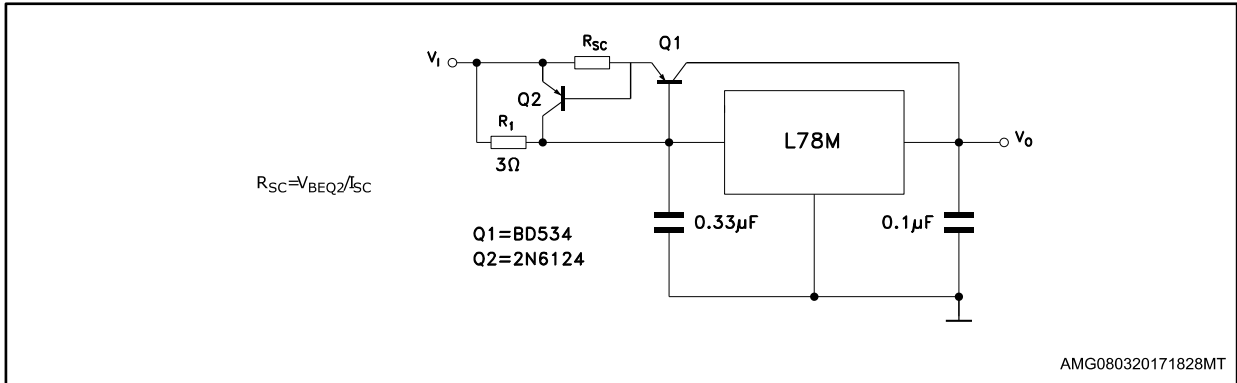 R_SC
Q1
V_I
Q2
R_1
3Ω
L78M
V_O
R_SC=V_BEQ2/I_SC
0.33µF
0.1µF
Q1=BD534
Q2=2N6124
AMG080320171828MT